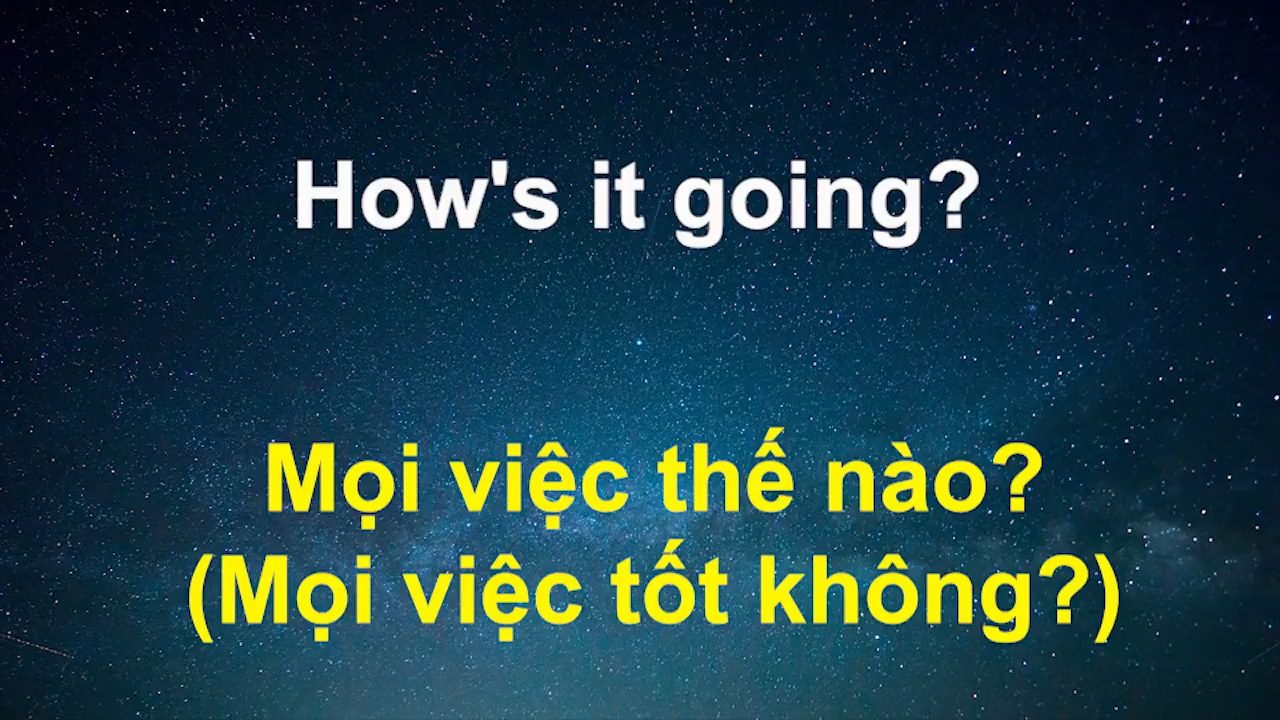 How's it going?
Mọi việc thế nào?
(Mọi việc tốt không?)